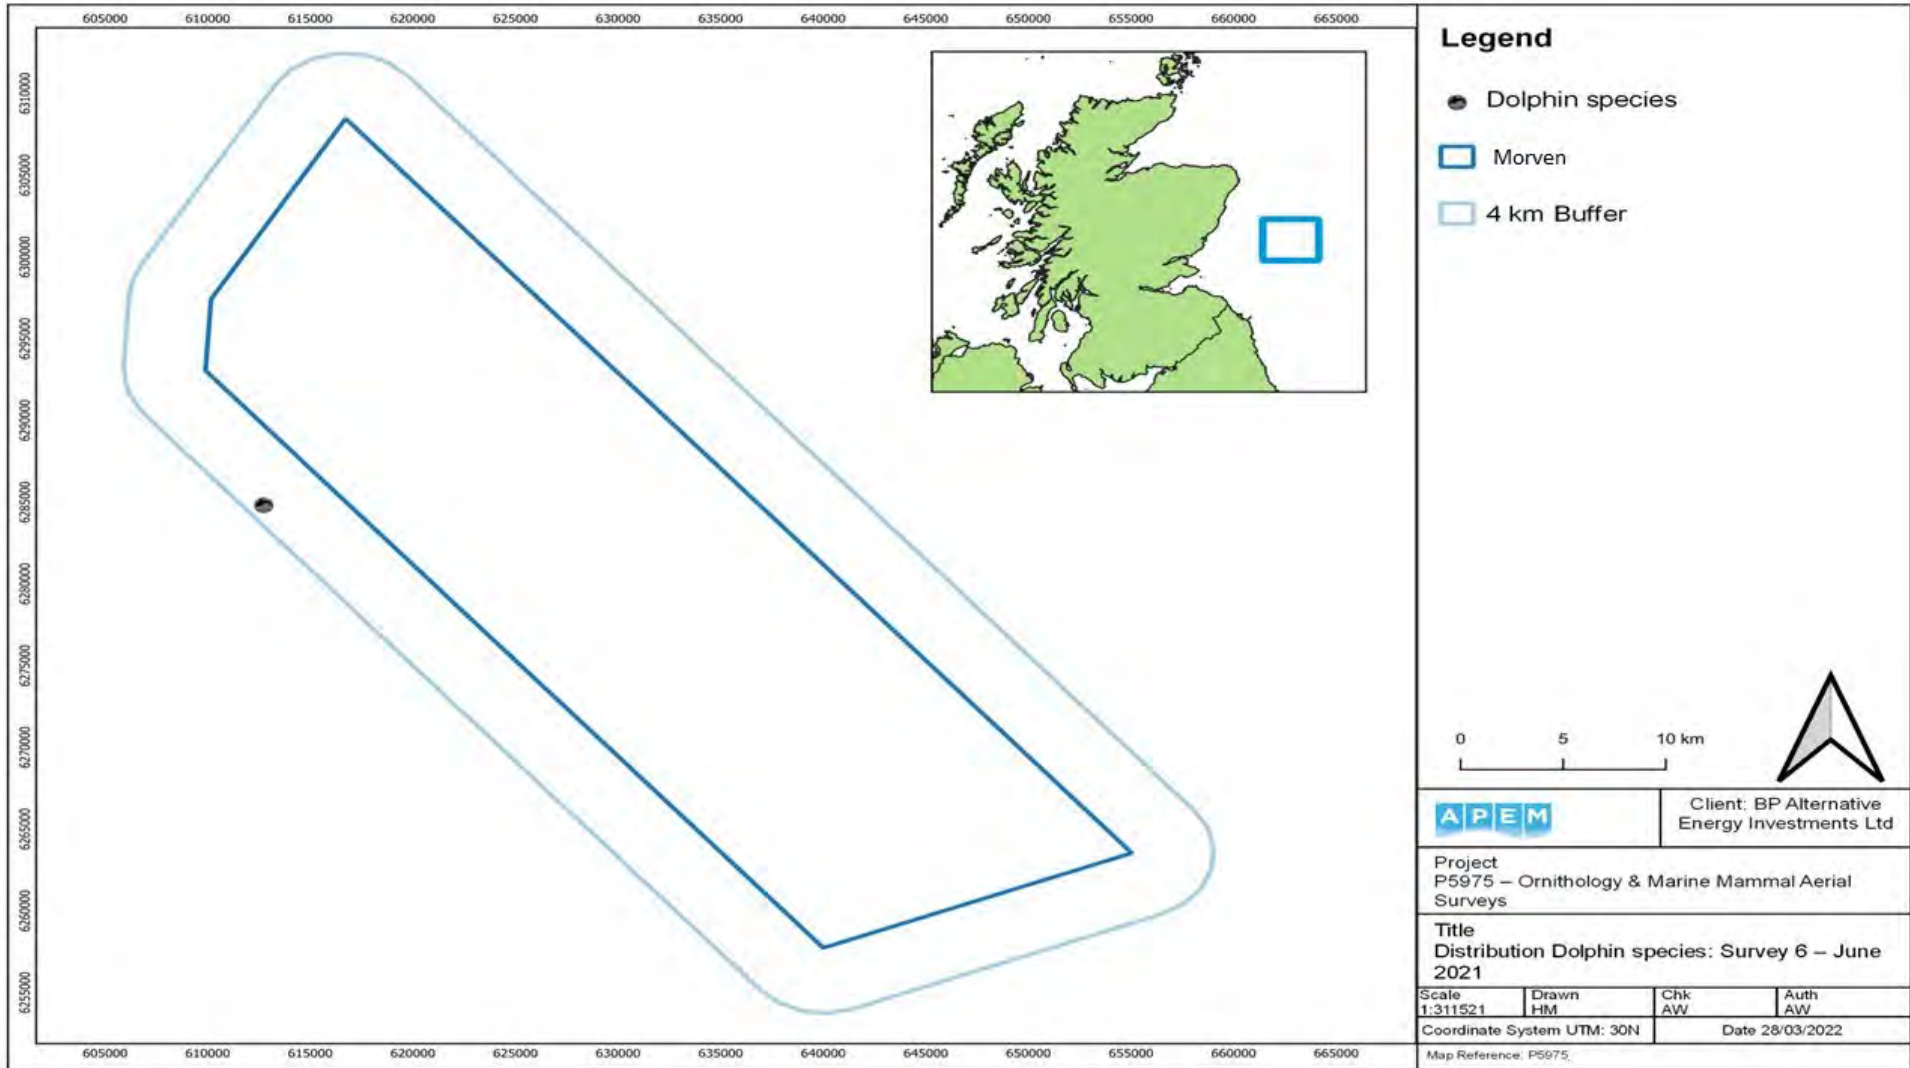 605000 610000 615000 620000 625000 630000 635000 640000 645000 650000 655000 660000 665000
6310000
6305000
6300000
6295000
6290000
6285000
6280000
6275000
6270000
6265000
6260000
6255000
605000 610000 615000 620000 625000 630000 635000 640000 645000 650000 655000 660000 665000
Legend
Dolphin species
Morven
4 km Buffer
0 5 10 km
APEM
Client: BP Alternative
Energy Investments Ltd
Project
P5975 – Ornithology & Marine Mammal Aerial
Surveys
Title
Distribution Dolphin species: Survey 6 – June
2021
Scale
1:311521
Drawn
HM
Chk
AW
Auth
AW
Coordinate System UTM: 30N
Date 28/03/2022
Map Reference: P5975